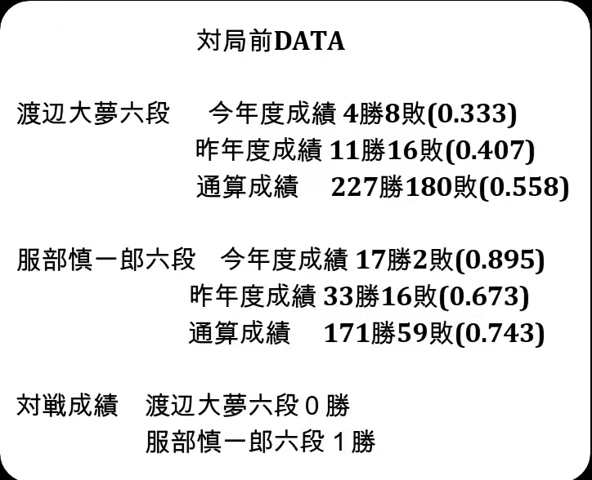 対局前DATA
渡辺大夢六段 今年度成績 4勝8敗(0.333)
昨年度成績 11勝16敗(0.407)
通算成績 227勝180敗(0.558)
服部慎一郎六段 今年度成績 17勝2敗(0.895)
昨年度成績 33勝16敗(0.673)
通算成績 171勝59敗(0.743)
対戦成績 渡辺大夢六段０勝
服部慎一郎六段１勝